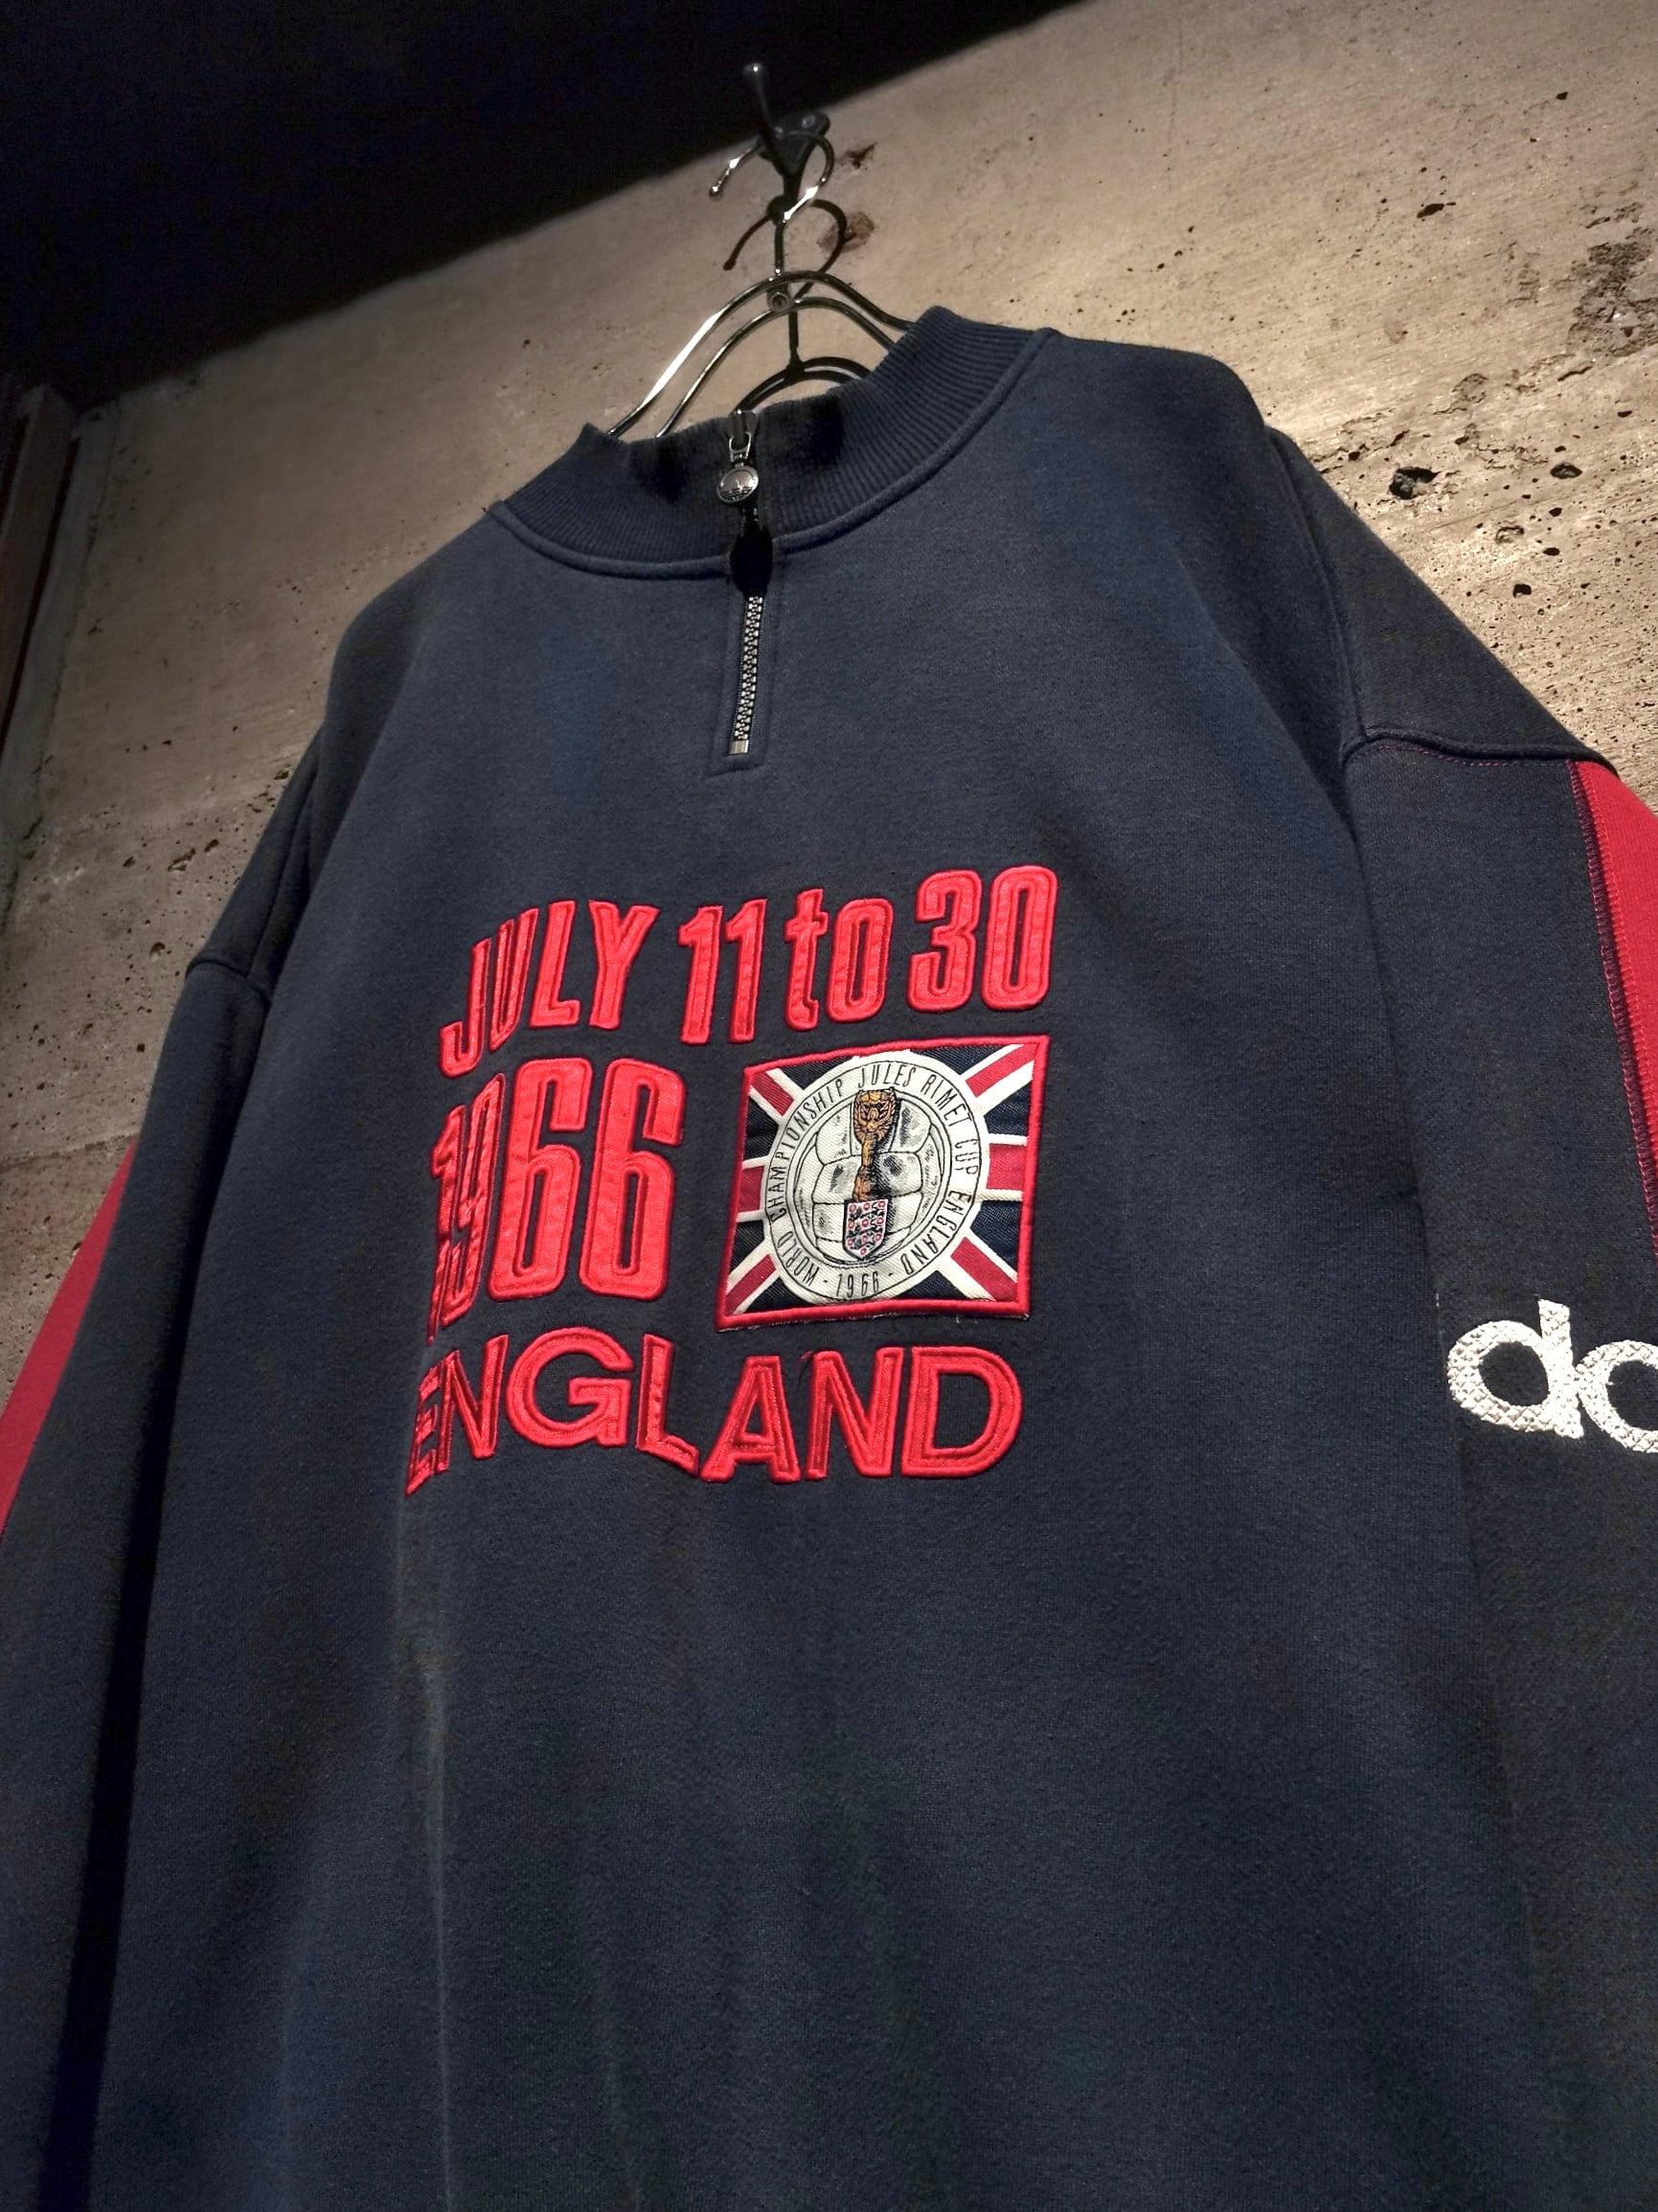 JULY 11 to 30
1966
WORLD CHAMPIONSHIP JULES RIMET CUP ENGLAND
- 1966 -
ENGLAND